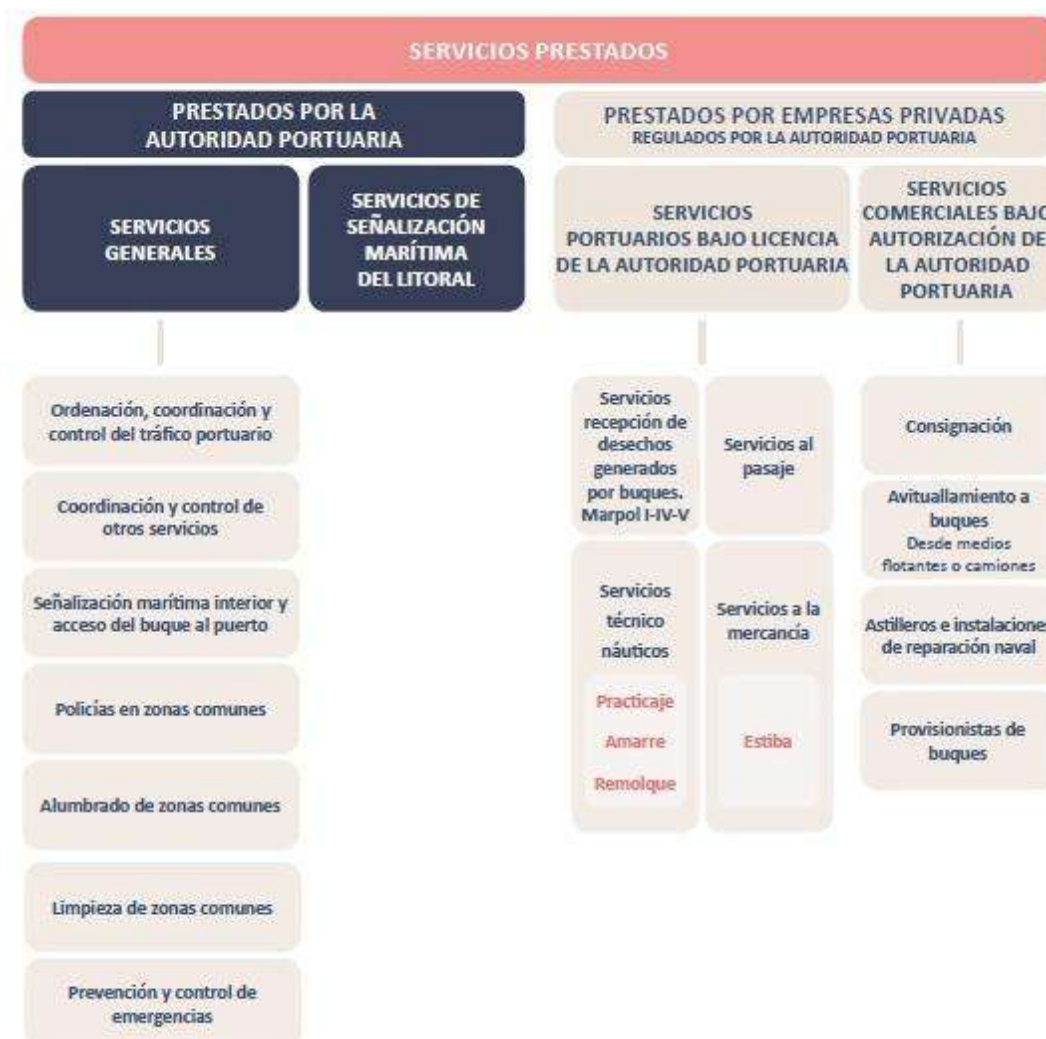 SERVICIOS PRESTADOS
PRESTADOS POR LA
AUTORIDAD PORTUARIA
PRESTADOS POR EMPRESAS PRIVADAS
REGULADOS POR LA AUTORIDAD PORTUARIA
SERVICIOS
GENERALES
SERVICIOS DE
SEÑALIZACIÓN
MARÍTIMA
DEL LITORAL
SERVICIOS
PORTUARIOS BAJO LICENCIA
DE LA AUTORIDAD PORTUARIA
SERVICIOS
COMERCIALES BAJO
AUTORIZACIÓN DE
LA AUTORIDAD
PORTUARIA
Ordenación, coordinación y
control del tráfico portuario
Coordinación y control de
otros servicios
Señalización marítima interior y
acceso del buque al puerto
Policías en zonas comunes
Alumbrado de zonas comunes
Limpieza de zonas comunes
Prevención y control de
emergencias
Servicios
recepción de
desechos
generados
por buques.
Marpol I-IV-V
Servicios al
pasaje
Servicios
técnico
náuticos
Practicaje
Amarre
Remolque
Servicios a la
mercancía
Estiba
Consignación
Avituallamiento a
buques
Desde medios
flotantes o camiones
Astilleros e instalaciones
de reparación naval
Provisionistas de
buques